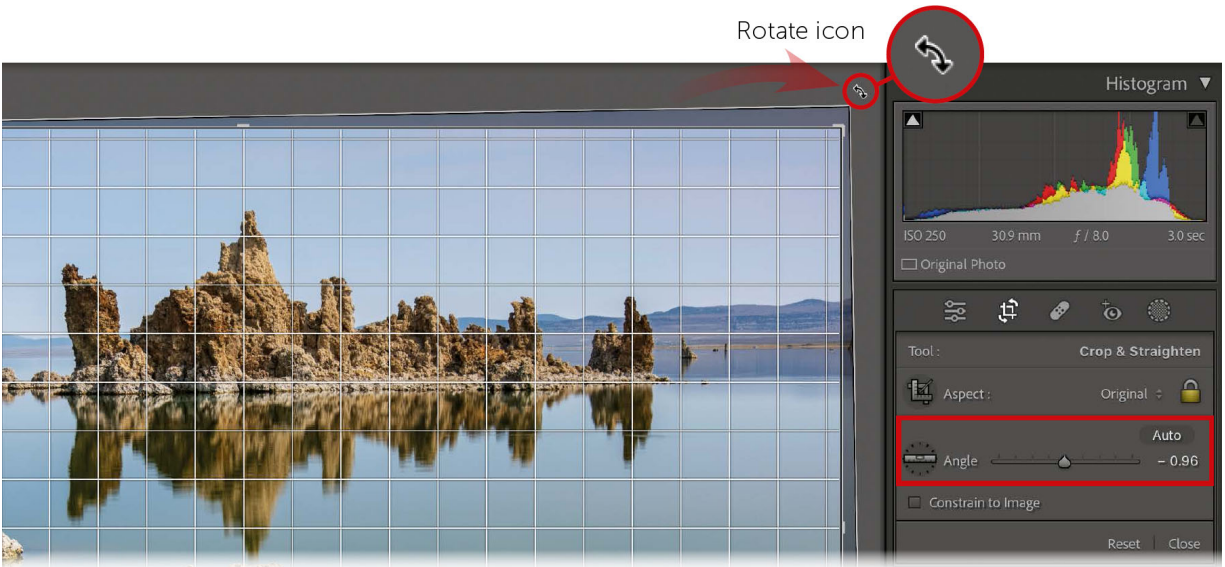 Rotate icon
Histogram
ISO 250 30.9 mm ƒ / 8.0 3.0 sec
Original Photo
Tool : Crop & Straighten
Aspect : Original
Auto
Angle – 0.96
Constrain to Image
Reset Close